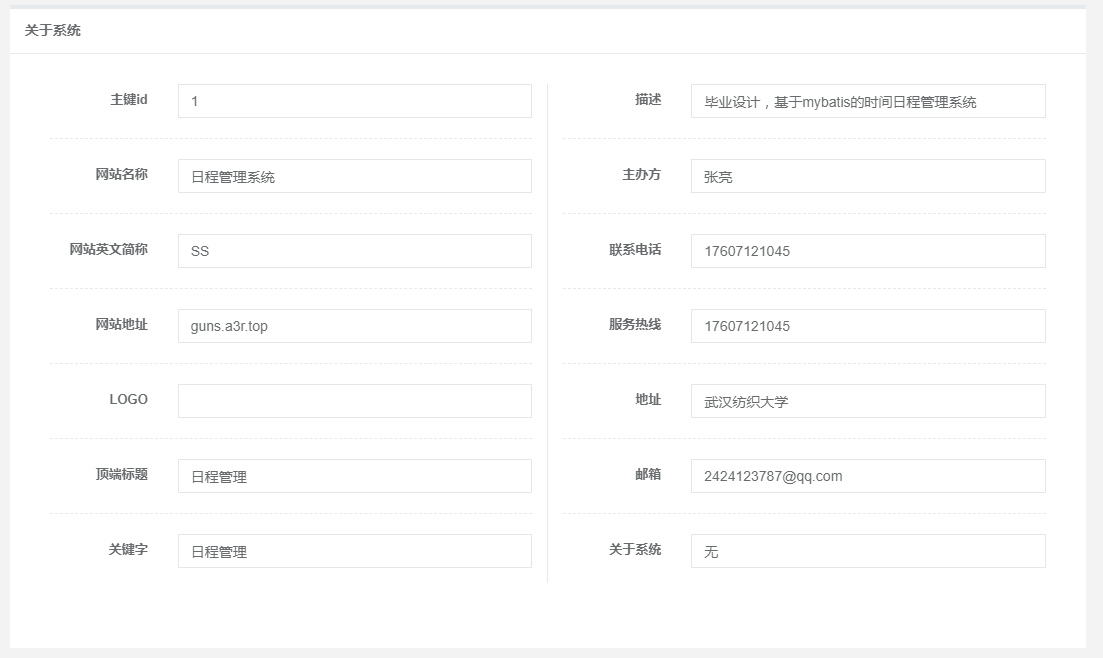 关于系统
主键id
1
网站名称
日程管理系统
网站英文简称
SS
网站地址
guns.a3r.top
LOGO
顶端标题
日程管理
关键字
日程管理
描述
毕业设计，基于mybatis的时间日程管理系统
主办方
张亮
联系电话
17607121045
服务热线
17607121045
地址
武汉纺织大学
邮箱
2424123787@qq.com
关于系统
无